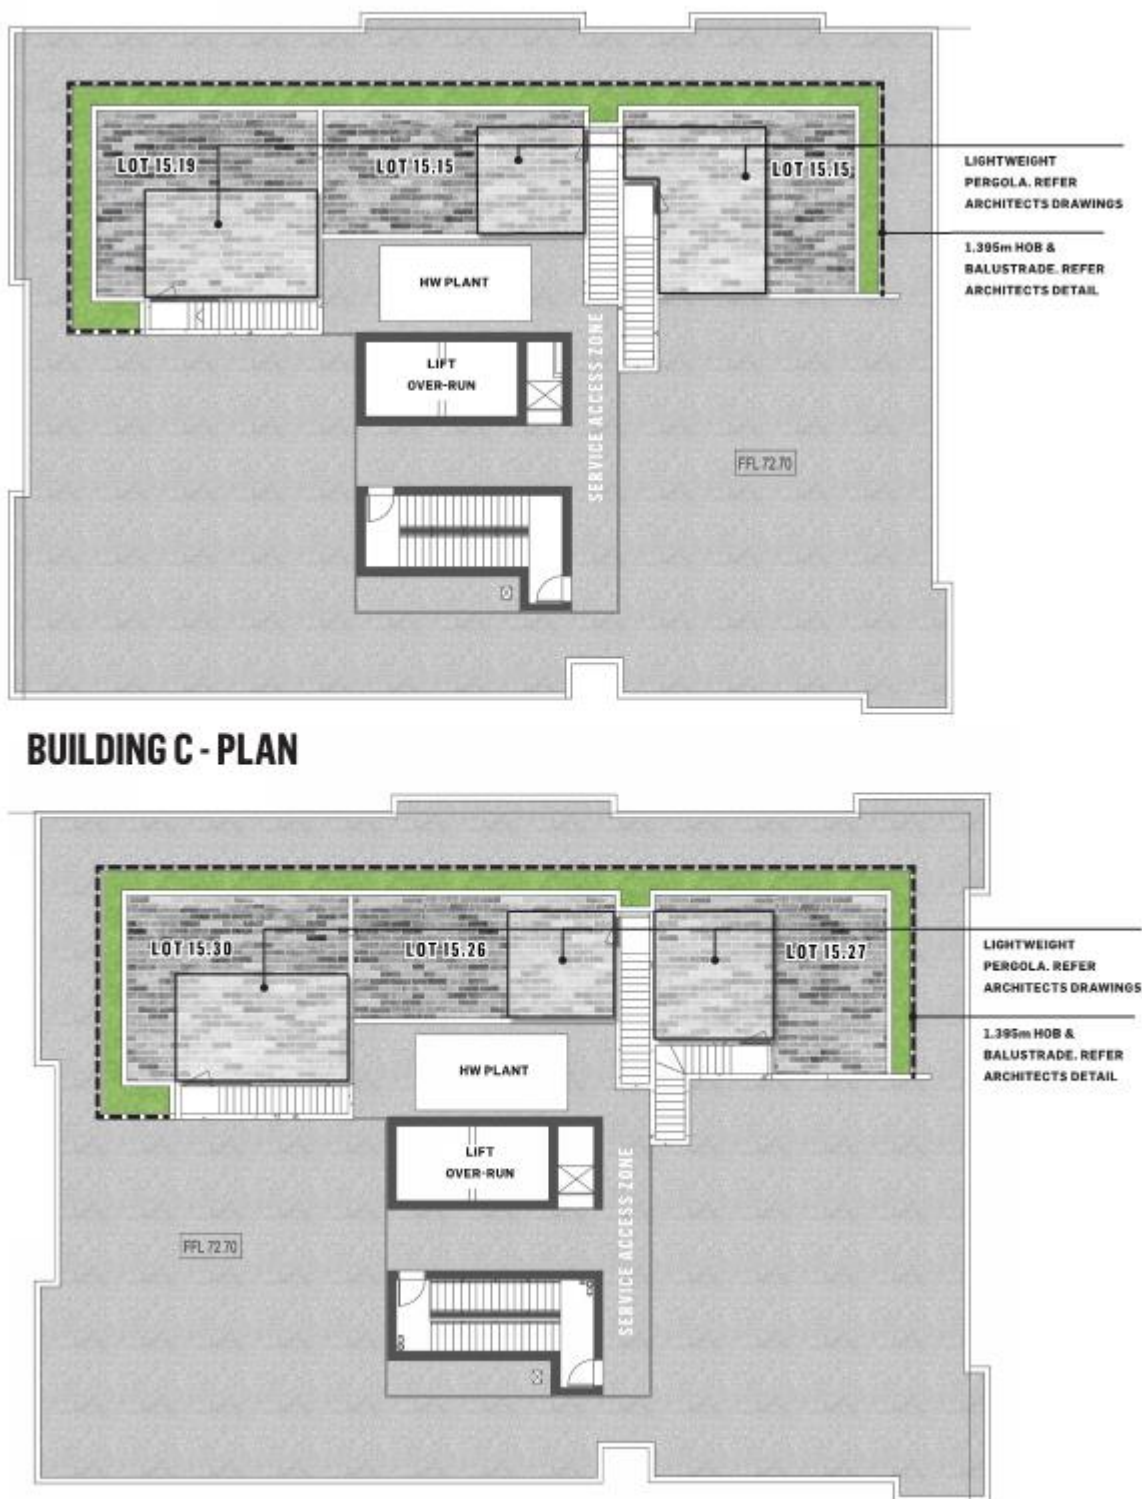 LOT 15.19
LOT 15.15
LOT 15.15
LIGHTWEIGHT
PERGOLA. REFER
ARCHITECTS DRAWINGS
1.395m HOB &
BALUSTRADE. REFER
ARCHITECTS DETAIL
HW PLANT
LIFT
OVER-RUN
SERVICE ACCESS ZONE
FFL 72.70
BUILDING C - PLAN
LOT 15.30
LOT 15.26
LOT 15.27
LIGHTWEIGHT
PERGOLA. REFER
ARCHITECTS DRAWINGS
1.395m HOB &
BALUSTRADE. REFER
ARCHITECTS DETAIL
HW PLANT
LIFT
OVER-RUN
SERVICE ACCESS ZONE
FFL 72.70